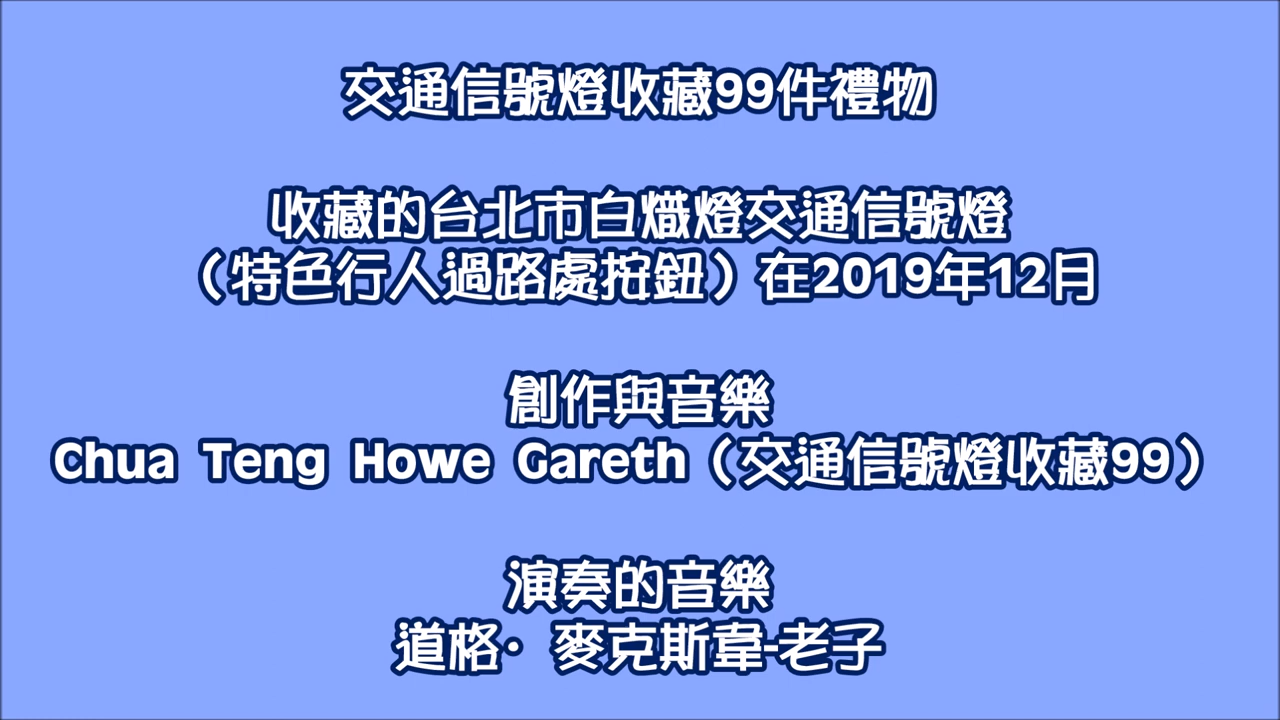 交通信號燈收藏99件禮物
收藏的台北市白熾燈交通信號燈
（特色行人過路處按鈕）在2019年12月
創作與音樂
Chua Teng Howe Gareth（交通信號燈收藏99）
演奏的音樂
道格· 麥克斯韋-老子